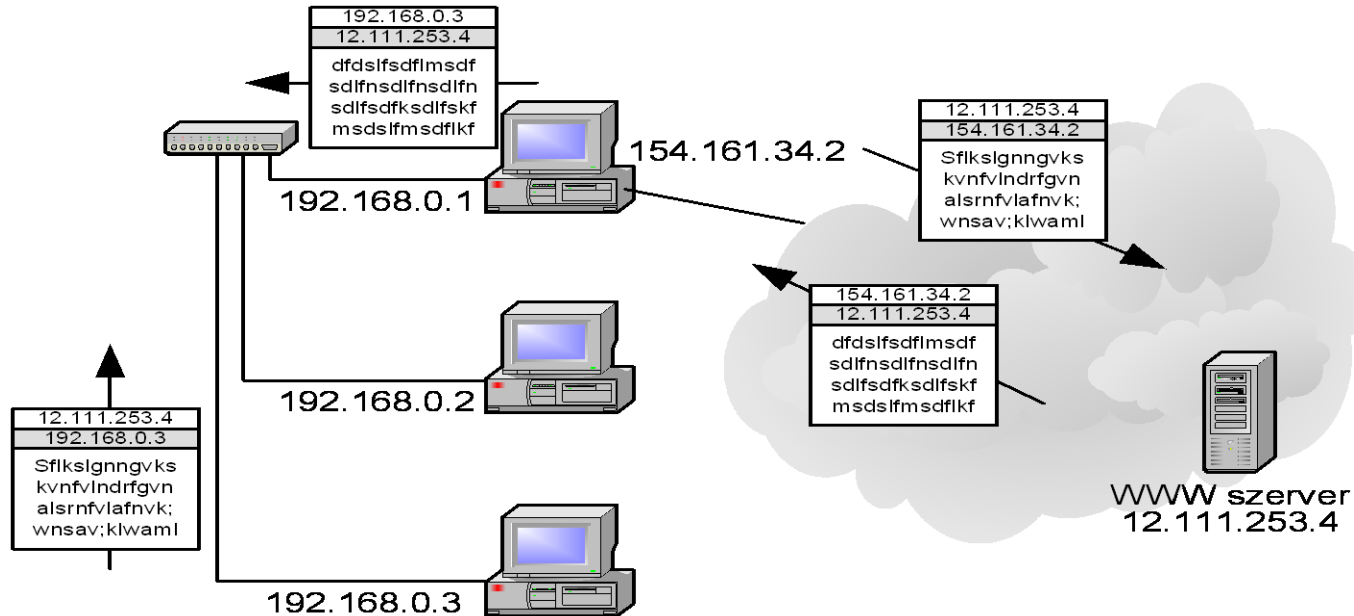 192.168.0.3
12.111.253.4
dfdslfsdflmsdf
sdlfnsdlfnsdlfn
sdlfsdfksdlfskf
msdslfmsdflkf
192.168.0.1
154.161.34.2
12.111.253.4
154.161.34.2
Sflkslgnngvks
kvnfvlndrfgvn
alsrnfvlafnvk;
wnsav;klwaml
154.161.34.2
12.111.253.4
dfdslfsdflmsdf
sdlfnsdlfnsdlfn
sdlfsdfksdlfskf
msdslfmsdflkf
192.168.0.2
12.111.253.4
192.168.0.3
Sflkslgnngvks
kvnfvlndrfgvn
alsrnfvlafnvk;
wnsav;klwaml
WWW szerver
12.111.253.4
192.168.0.3